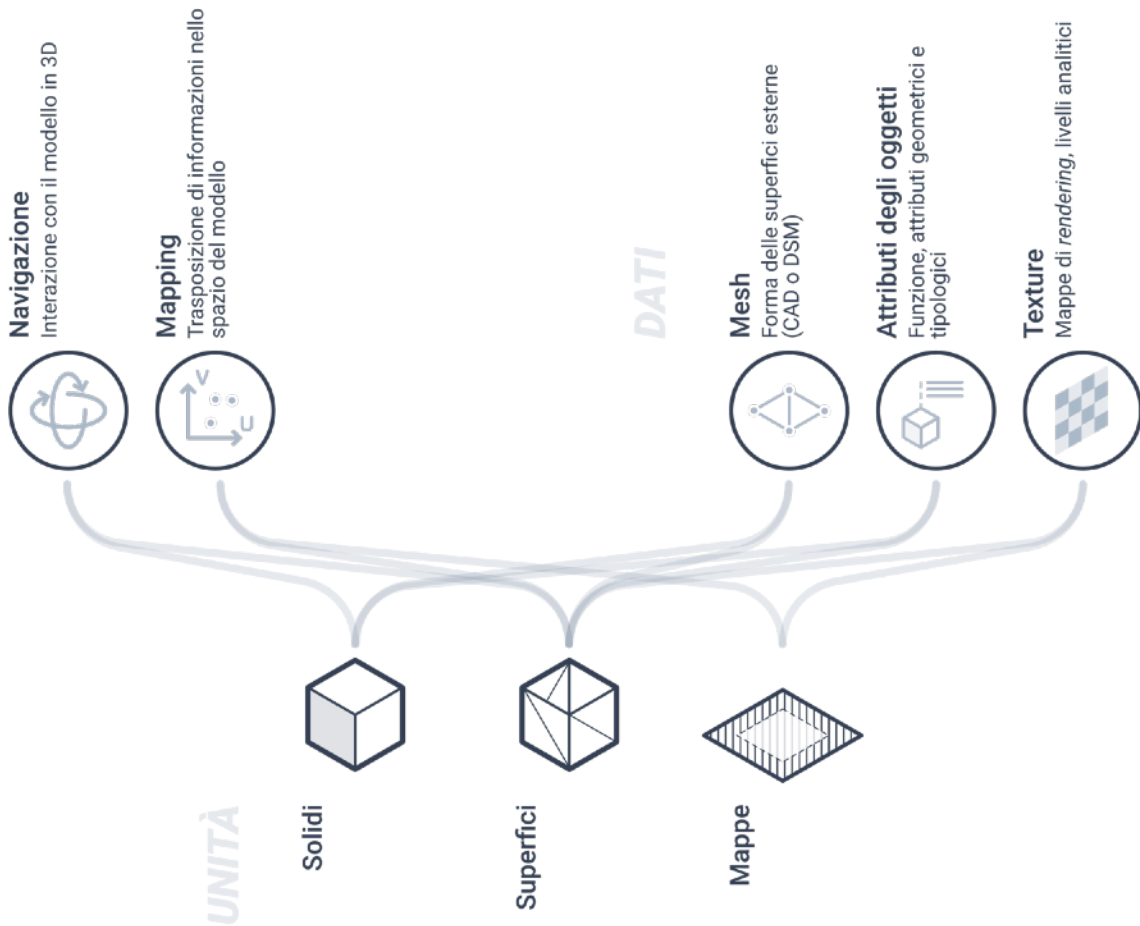 UNITÀ
Solidi
Superfici
Mappe
Navigazione
Interazione con il modello in 3D
Mapping
Trasposizione di informazioni nello
spazio del modello
U
V
DATI
Mesh
Forma delle superfici esterne
(CAD o DSM)
Attributi degli oggetti
Funzione, attributi geometrici e
tipologici
Texture
Mappe di rendering, livelli analitici